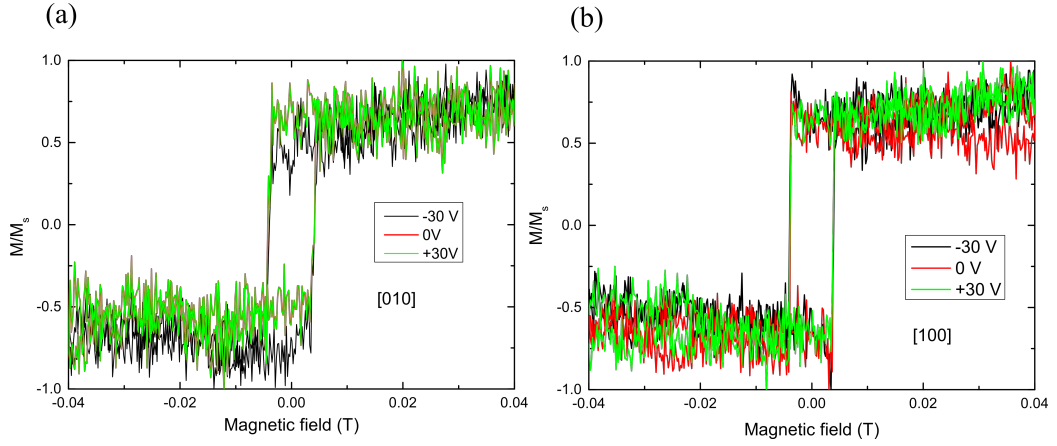 (a)
1.0
0.5
0.0
-0.5
-1.0
M/Ms
-30 V
0V
+30V
[010]
-0.04
-0.02
0.00
0.02
0.04
Magnetic field (T)
(b)
1.0
0.5
0.0
-0.5
-1.0
M/Ms
-30 V
0 V
+30 V
[100]
-0.04
-0.02
0.00
0.02
0.04
Magnetic field (T)